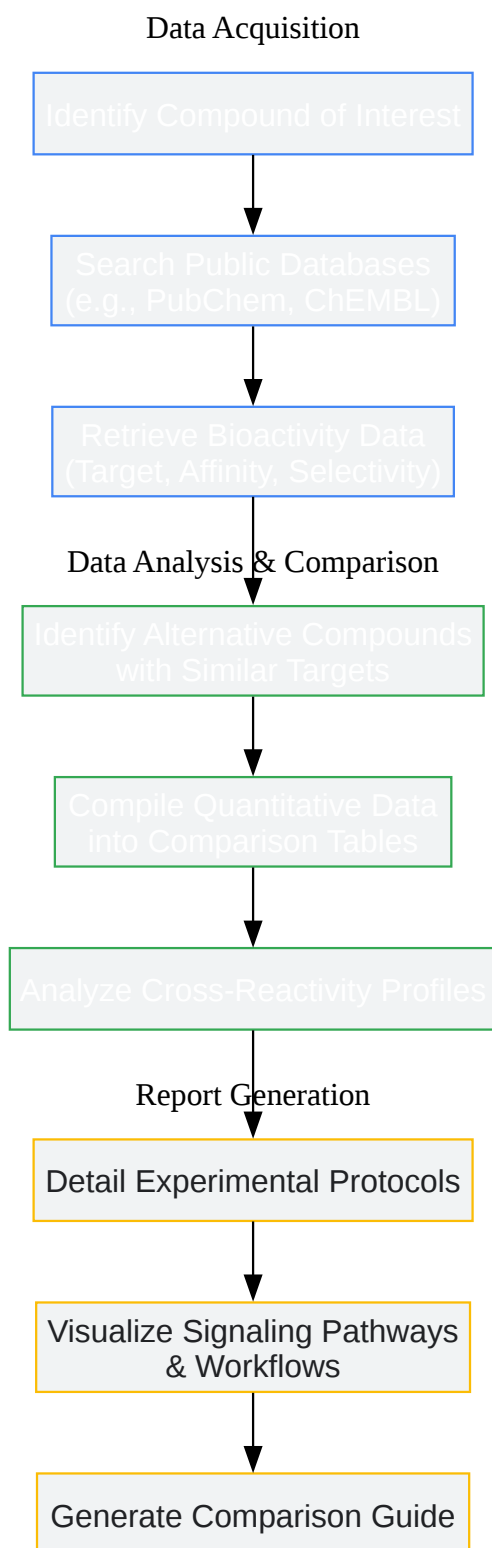 Data Acquisition
Identify Compound of Interest
Search Public Databases
(e.g., PubChem, ChEMBL)
Retrieve Bioactivity Data
(Target, Affinity, Selectivity)
Data Analysis & Comparison
Identify Alternative Compounds
with Similar Targets
Compile Quantitative Data
into Comparison Tables
Analyze Cross-Reactivity Profiles
Report Generation
Detail Experimental Protocols
Visualize Signaling Pathways
& Workflows
Generate Comparison Guide